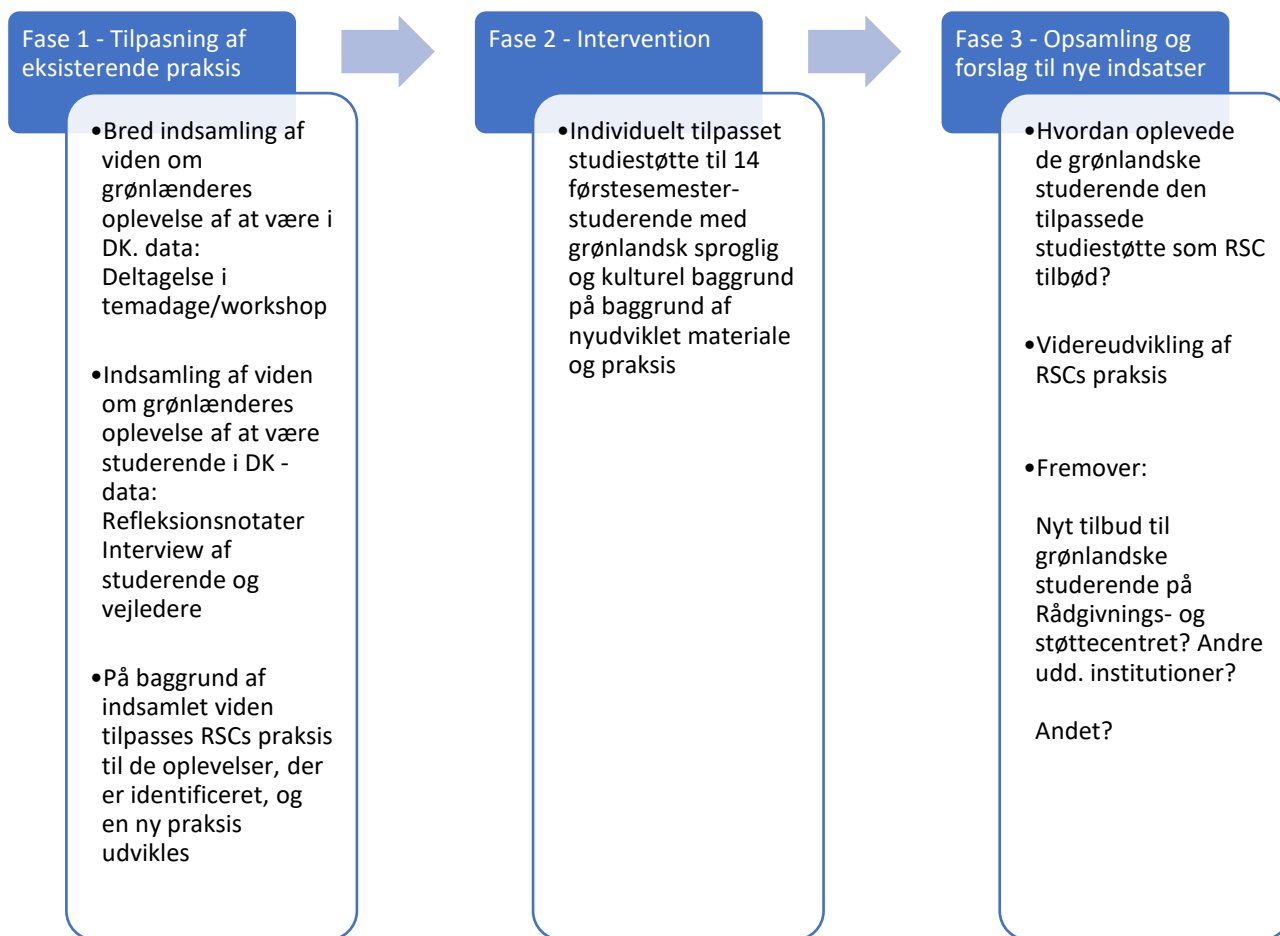 Fase 1 - Tilpasning af
eksisterende praksis
•Bred indsamling af
viden om
grønlænderes
oplevelse af at være i
DK. data:
Deltagelse i
temadage/workshop
•Indsamling af viden
om grønlænderes
oplevelse af at være
studerende i DK -
data:
Refleksionsnotater
Interview af
studerende og
vejledere
•På baggrund af
indsamlet viden
tilpasses RSCs praksis
til de oplevelser, der
er identificeret, og
en ny praksis
udvikles
Fase 2 - Intervention
•Individuelt tilpasset
studiestøtte til 14
førstesemester-
studerende med
grønlandsk sproglig
og kulturel baggrund
på baggrund af
nyudviklet materiale
og praksis
Fase 3 - Opsamling og
forslag til nye indsatser
•Hvordan oplevede
de grønlandske
studerende den
tilpassede
studiestøtte som RSC
tilbød?
•Videreudvikling af
RSCs praksis
•Fremover:
Nyt tilbud til
grønlandske
studerende på
Rådgivnings- og
støttecentret? Andre
udd. institutioner?
Andet?